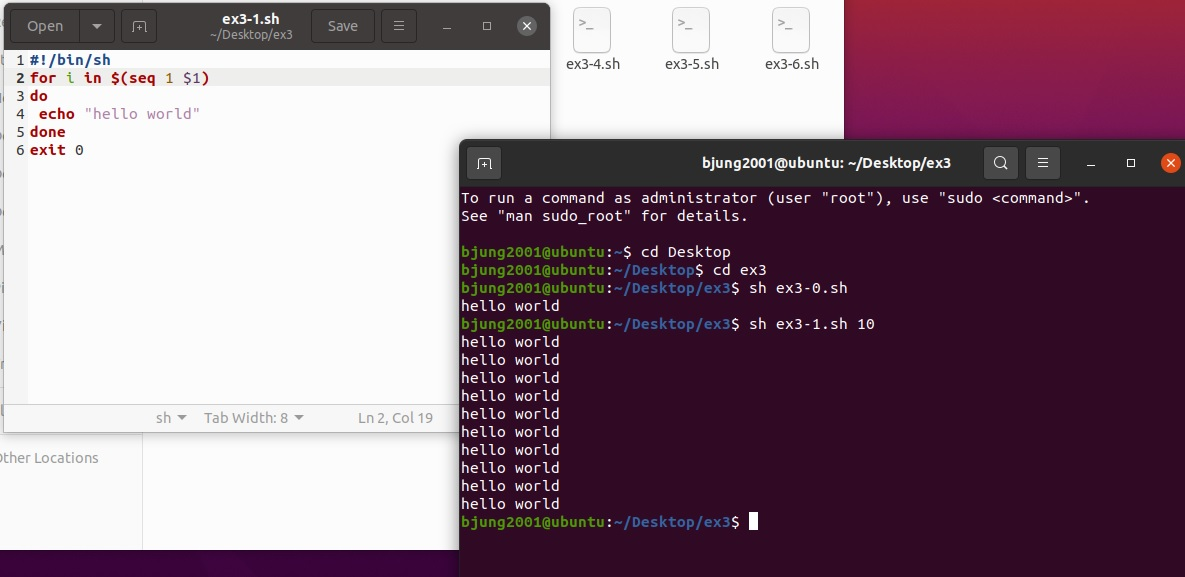 Open
ex3-1.sh
~/Desktop/ex3
Save
1 #!/bin/sh
2 for i in $(seq 1 $1)
3 do
4  echo "hello world"
5 done
6 exit 0
sh
Tab Width: 8
Ln 2, Col 19
Other Locations
>_
>_
>_
ex3-4.sh
ex3-5.sh
ex3-6.sh
bjung2001@ubuntu: ~/Desktop/ex3
To run a command as administrator (user "root"), use "sudo <command>".
See "man sudo_root" for details.
bjung2001@ubuntu:~$ cd Desktop
bjung2001@ubuntu:~/Desktop$ cd ex3
bjung2001@ubuntu:~/Desktop/ex3$ sh ex3-0.sh
hello world
bjung2001@ubuntu:~/Desktop/ex3$ sh ex3-1.sh 10
hello world
hello world
hello world
hello world
hello world
hello world
hello world
hello world
hello world
hello world
bjung2001@ubuntu:~/Desktop/ex3$